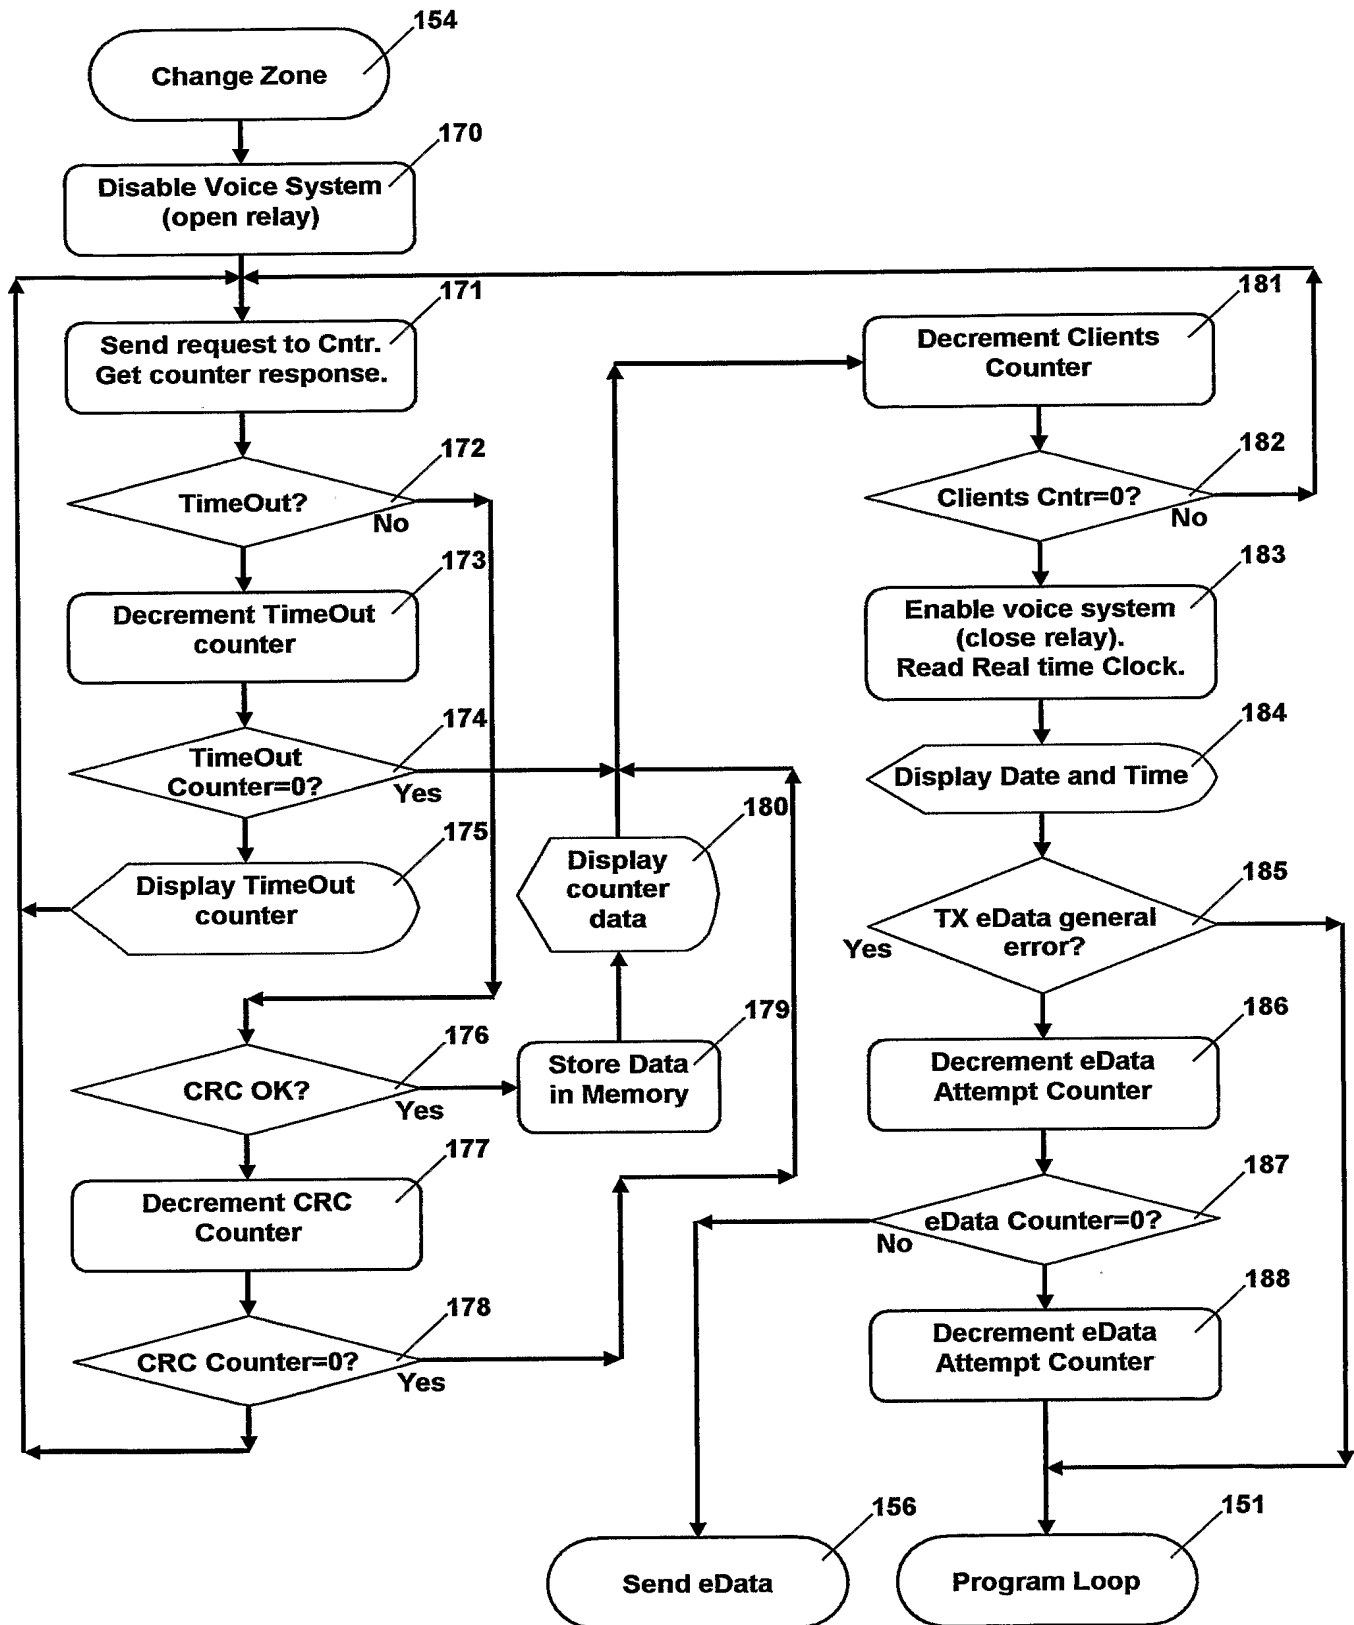 154
Change Zone
170
Disable Voice System
(open relay)
171
Send request to Cntr.
Get counter response.
172
TimeOut?
No
173
Decrement TimeOut
counter
174
TimeOut
Counter=0?
Yes
175
Display TimeOut
counter
176
CRC OK?
Yes
177
Decrement CRC
Counter
178
CRC Counter=0?
Yes
179
Store Data
in Memory
180
Display
counter
data
181
Decrement Clients
Counter
182
Clients Cntr=0?
No
183
Enable voice system
(close relay).
Read Real time Clock.
184
Display Date and Time
185
TX eData general
error?
Yes
186
Decrement eData
Attempt Counter
187
eData Counter=0?
No
188
Decrement eData
Attempt Counter
156
Send eData
151
Program Loop